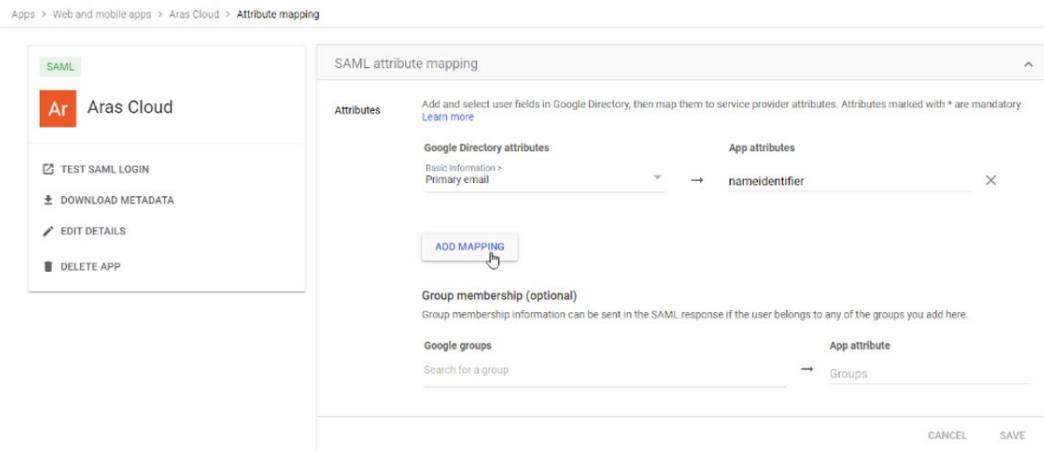 Apps > Web and mobile apps > Aras Cloud > Attribute mapping
SAML
Ar Aras Cloud
TEST SAML LOGIN
DOWNLOAD METADATA
EDIT DETAILS
DELETE APP
SAML attribute mapping
Attributes
Add and select user fields in Google Directory, then map them to service provider attributes. Attributes marked with * are mandatory.
Learn more
Google Directory attributes App attributes
Basic Information >
Primary email → nameidentifier
ADD MAPPING
Group membership (optional)
Group membership information can be sent in the SAML response if the user belongs to any of the groups you add here.
Google groups App attribute
Search for a group → Groups
CANCEL SAVE